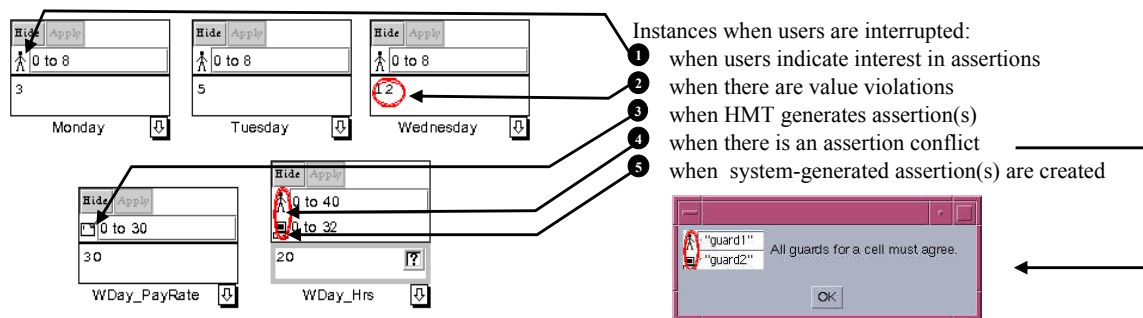 Hide Apply
0 to 8
3
Monday
Hide Apply
0 to 8
5
Tuesday
Hide Apply
0 to 8
12
Wednesday
Hide Apply
0 to 30
30
WDay_PayRate
Hide Apply
0 to 40
0 to 32
20 ?
WDay_Hrs
Instances when users are interrupted:
1 when users indicate interest in assertions
2 when there are value violations
3 when HMT generates assertion(s)
4 when there is an assertion conflict
5 when system-generated assertion(s) are created
"guard1"
"guard2"
All guards for a cell must agree.
OK